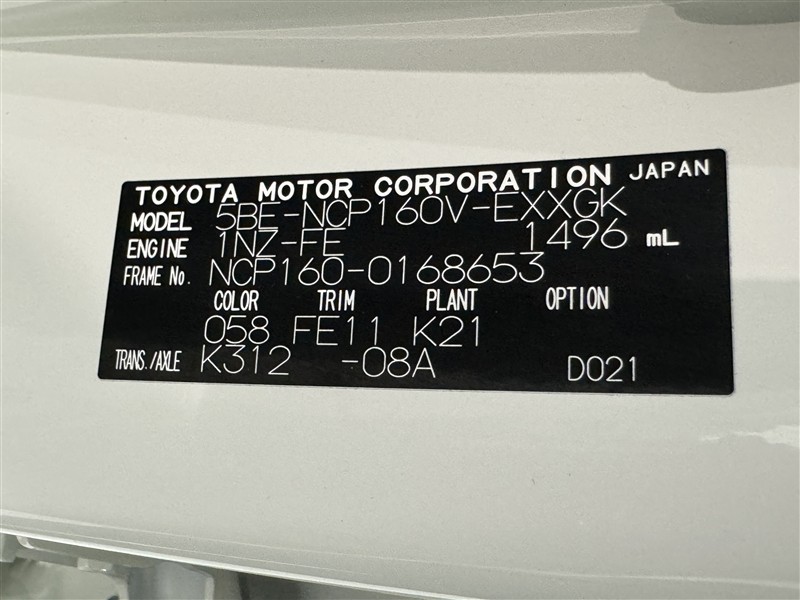 TOYOTA MOTOR CORPORATION JAPAN
MODEL 5BE-NCP160V-EXXGK
ENGINE 1NZ-FE 1496 mL
FRAME No. NCP160-0168653
COLOR TRIM PLANT OPTION
058 FE11 K21
TRANS./AXLE K312 -08A D021